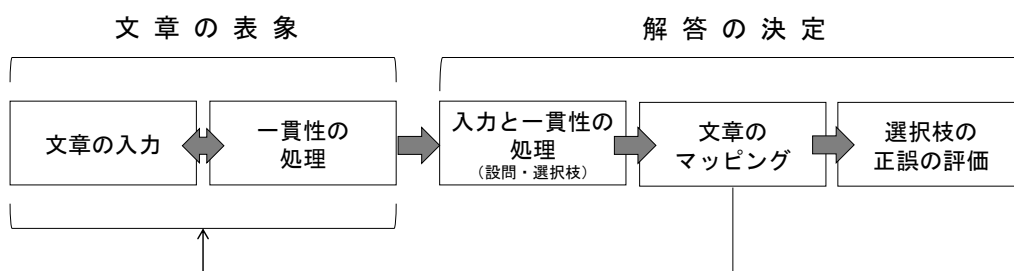 文章の表象
解答の決定
文章の入力
一貫性の
処理
入力と一貫性の
処理
(設問・選択枝)
文章の
マッピング
選択枝の
正誤の評価